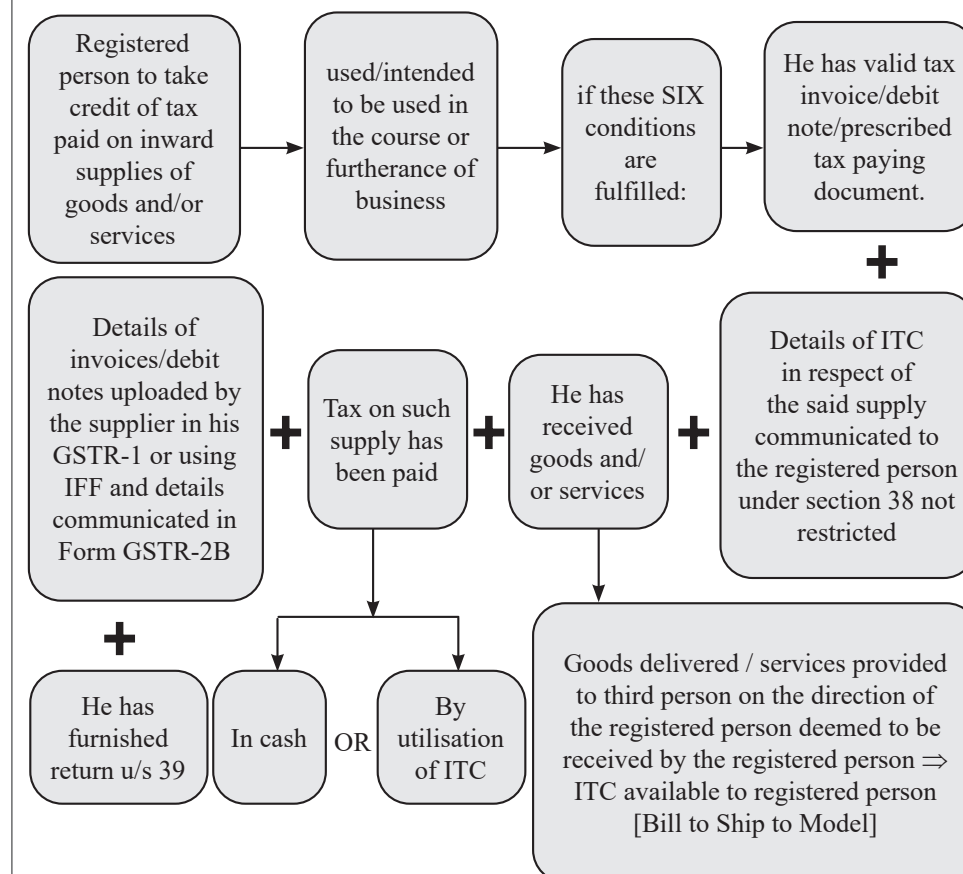 Registered
person to take
credit of tax
paid on inward
supplies of
goods and/or
services
used/intended
to be used in
the course or
furtherance of
business
if these SIX
conditions
are
fulfilled:
He has valid tax
invoice/debit
note/prescribed
tax paying
document.
+
Details of ITC
in respect of
the said supply
communicated to
the registered person
under section 38 not
restricted
+
He has
received
goods and/
or services
+
Tax on such
supply has
been paid
+
Details of
invoices/debit
notes uploaded by
the supplier in his
GSTR-1 or using
IFF and details
communicated in
Form GSTR-2B
+
He has
furnished
return u/s 39
In cash
OR
By
utilisation
of ITC
Goods delivered / services provided
to third person on the direction of
the registered person deemed to be
received by the registered person ⇒
ITC available to registered person
[Bill to Ship to Model]